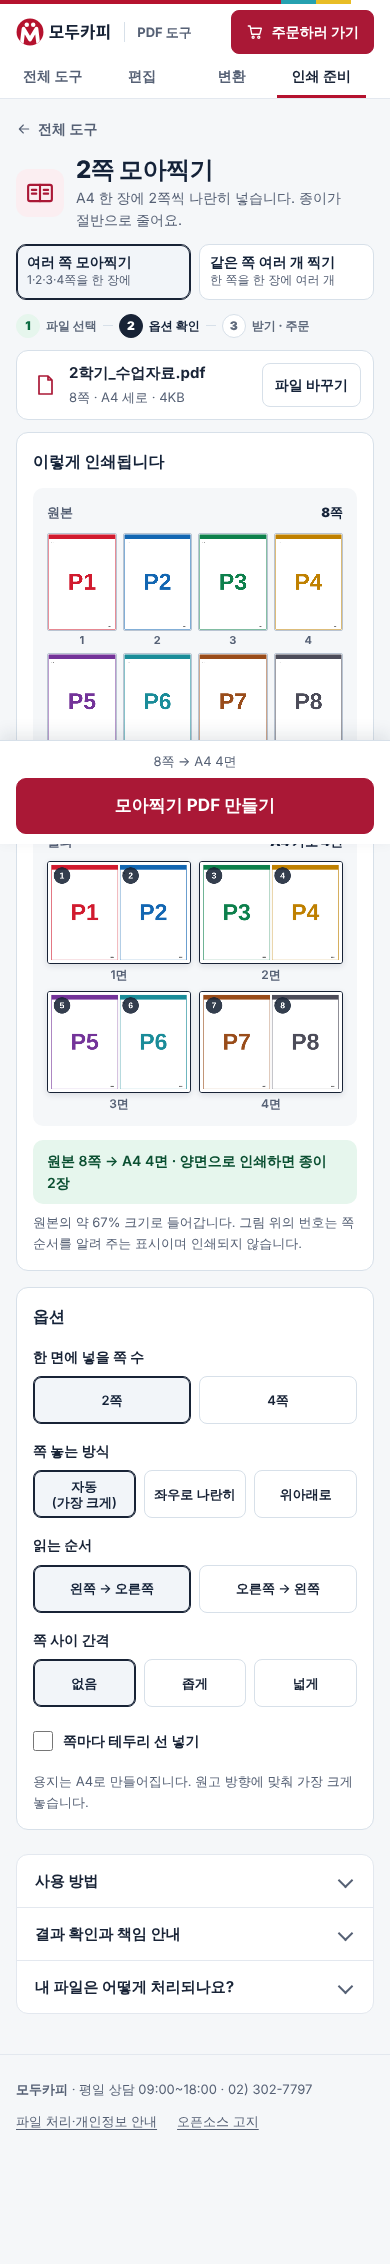 모두카피
PDF 도구
주문하러 가기
전체 도구
편집
변환
인쇄 준비
← 전체 도구
2쪽 모아찍기
A4 한 장에 2쪽씩 나란히 넣습니다. 종이가
절반으로 줄어요.
여러 쪽 모아찍기
1·2·3·4쪽을 한 장에
같은 쪽 여러 개 찍기
한 쪽을 한 장에 여러 개
1 파일 선택
2 옵션 확인
3 받기 · 주문
2학기_수업자료.pdf
8쪽 · A4 세로 · 4KB
파일 바꾸기
이렇게 인쇄됩니다
원본
8쪽
P1
P2
P3
P4
1
2
3
4
P5
P6
P7
P8
8쪽 → A4 4면
모아찍기 PDF 만들기
1
P1
2
P2
3
P3
4
P4
1면
2면
5
P5
6
P6
7
P7
8
P8
3면
4면
원본 8쪽 → A4 4면 · 양면으로 인쇄하면 종이
2장
원본의 약 67% 크기로 들어갑니다. 그림 위의 번호는 쪽
순서를 알려 주는 표시이며 인쇄되지 않습니다.
옵션
한 면에 넣을 쪽 수
2쪽
4쪽
쪽 놓는 방식
자동
(가장 크게)
좌우로 나란히
위아래로
읽는 순서
왼쪽 → 오른쪽
오른쪽 → 왼쪽
쪽 사이 간격
없음
좁게
넓게
쪽마다 테두리 선 넣기
용지는 A4로 만들어집니다. 원고 방향에 맞춰 가장 크게
놓습니다.
사용 방법
결과 확인과 책임 안내
내 파일은 어떻게 처리되나요?
모두카피 · 평일 상담 09:00~18:00 · 02) 302-7797
파일 처리·개인정보 안내
오픈소스 고지